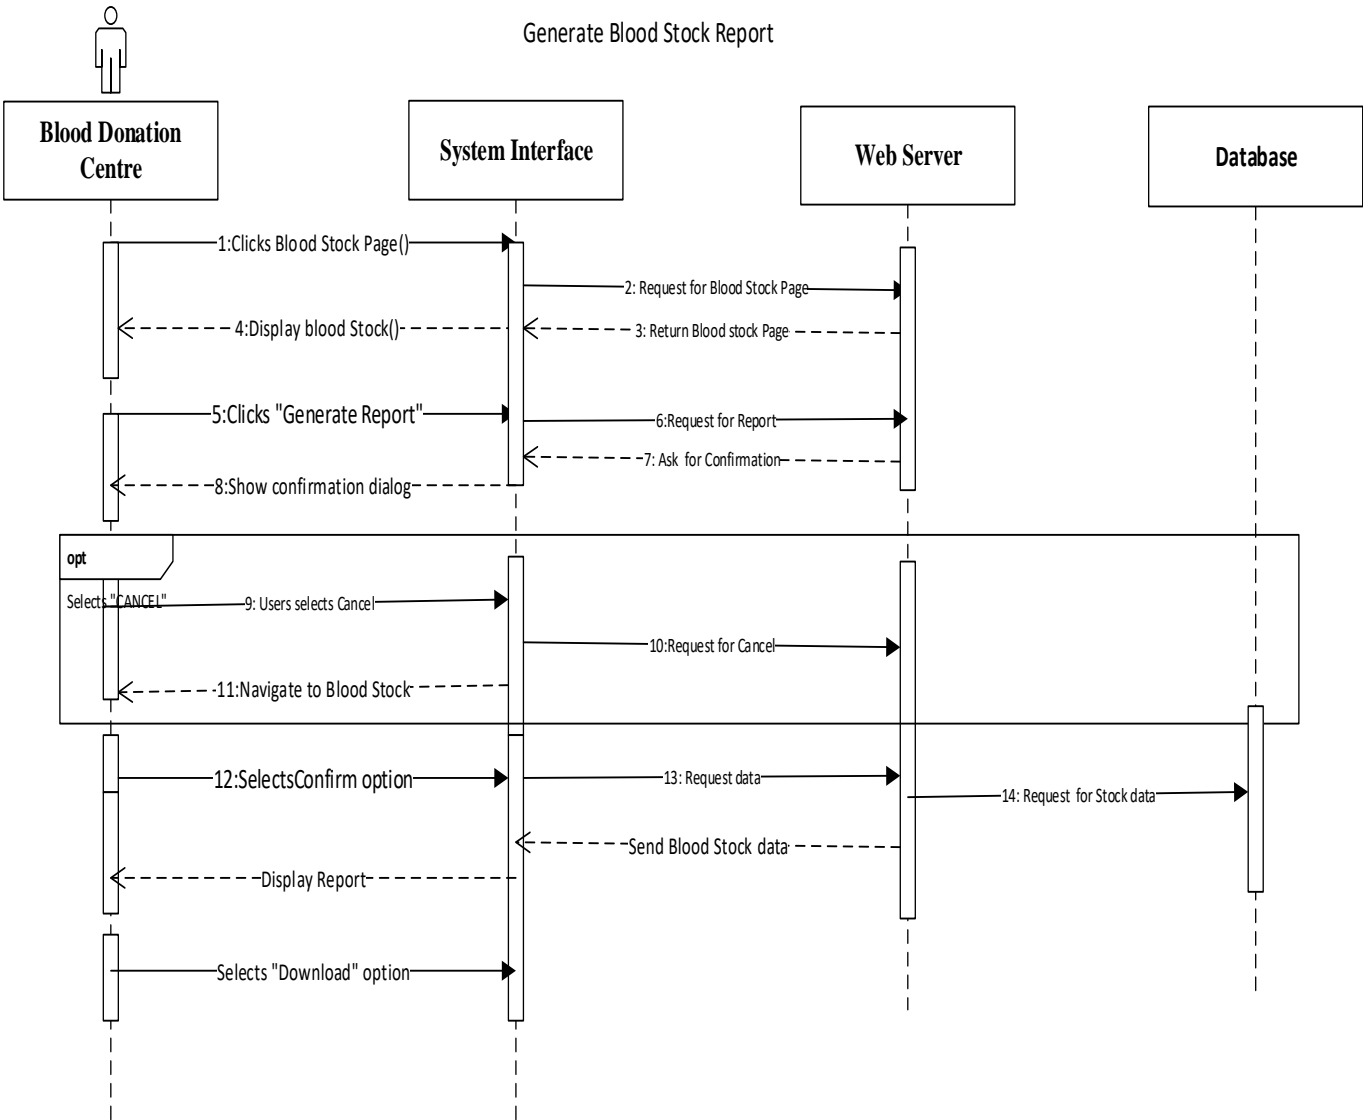 Generate Blood Stock Report
Blood Donation
Centre
System Interface
Web Server
Database
1:Clicks Blood Stock Page()
2: Request for Blood Stock Page
4:Display blood Stock()
3: Return Blood stock Page
5:Clicks "Generate Report"
6:Request for Report
7: Ask for Confirmation
8:Show confirmation dialog
opt
Selects "CANCEL"
9: Users selects Cancel
10:Request for Cancel
11:Navigate to Blood Stock
12:SelectsConfirm option
13: Request data
14: Request for Stock data
Send Blood Stock data
Display Report
Selects "Download" option